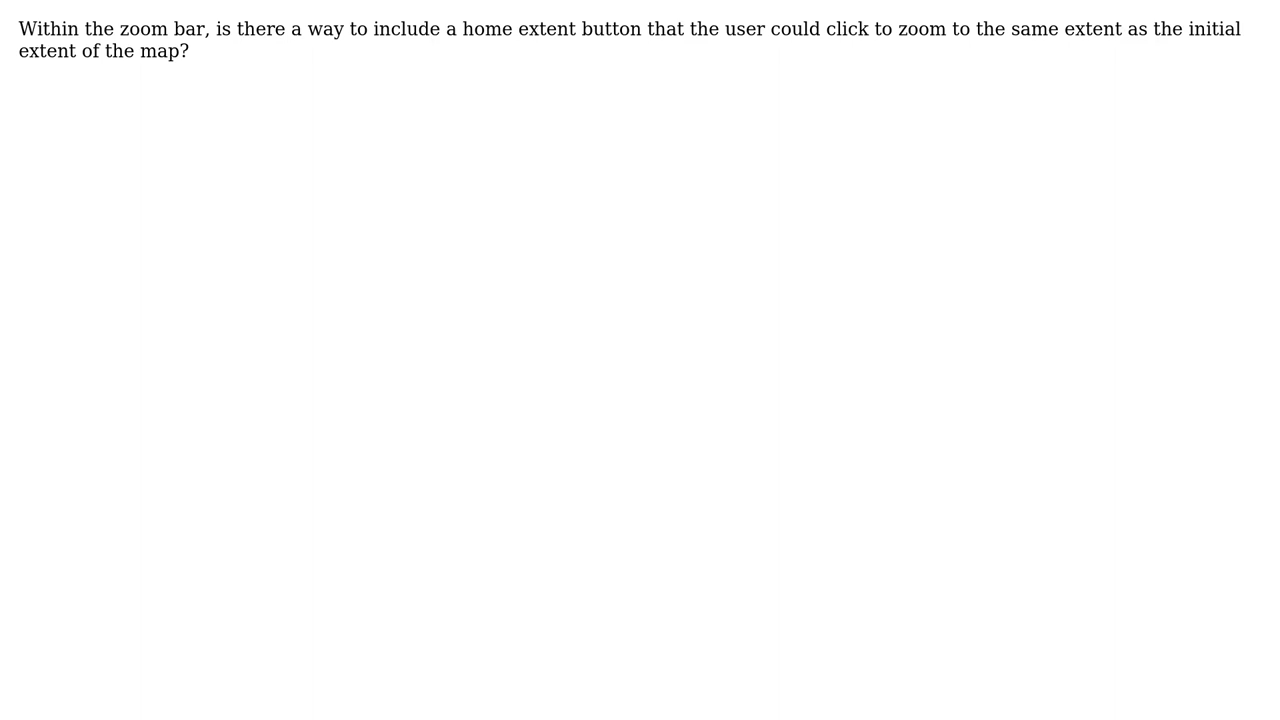 Within the zoom bar, is there a way to include a home extent button that the user could click to zoom to the same extent as the initial
extent of the map?